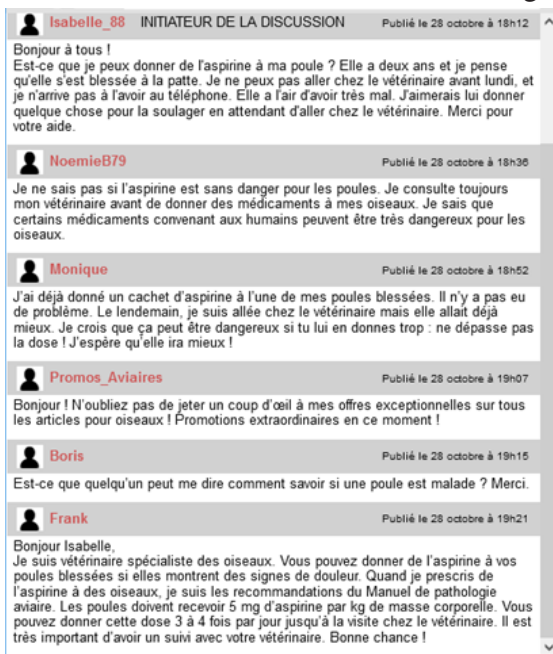 Isabelle_88 INITIATEUR DE LA DISCUSSION Publié le 28 octobre à 18h12
Bonjour à tous !
Est-ce que je peux donner de l'aspirine à ma poule ? Elle a deux ans et je pense
qu'elle s'est blessée à la patte. Je ne peux pas aller chez le vétérinaire avant lundi, et
je n'arrive pas à l'avoir au téléphone. Elle a l'air d'avoir très mal. J'aimerais lui donner
quelque chose pour la soulager en attendant d'aller chez le vétérinaire. Merci pour
votre aide.
NoemieB79 Publié le 28 octobre à 18h36
Je ne sais pas si l'aspirine est sans danger pour les poules. Je consulte toujours
mon vétérinaire avant de donner des médicaments à mes oiseaux. Je sais que
certains médicaments convenant aux humains peuvent être très dangereux pour les
oiseaux.
Monique Publié le 28 octobre à 18h52
J'ai déjà donné un cachet d'aspirine à l'une de mes poules blessées. Il n'y a pas eu
de problème. Le lendemain, je suis allée chez le vétérinaire mais elle allait déjà
mieux. Je crois que ça peut être dangereux si tu lui en donnes trop : ne dépasse pas
la dose ! J'espère qu'elle ira mieux !
Promos_Aviaires Publié le 28 octobre à 19h07
Bonjour ! N'oubliez pas de jeter un coup d'œil à mes offres exceptionnelles sur tous
les articles pour oiseaux ! Promotions extraordinaires en ce moment !
Boris Publié le 28 octobre à 19h15
Est-ce que quelqu'un peut me dire comment savoir si une poule est malade ? Merci.
Frank Publié le 28 octobre à 19h21
Bonjour Isabelle,
Je suis vétérinaire spécialiste des oiseaux. Vous pouvez donner de l'aspirine à vos
poules blessées si elles montrent des signes de douleur. Quand je prescris de
l'aspirine à des oiseaux, je suis les recommandations du Manuel de pathologie
aviaire. Les poules doivent recevoir 5 mg d'aspirine par kg de masse corporelle. Vous
pouvez donner cette dose 3 à 4 fois par jour jusqu'à la visite chez le vétérinaire. Il est
très important d'avoir un suivi avec votre vétérinaire. Bonne chance !